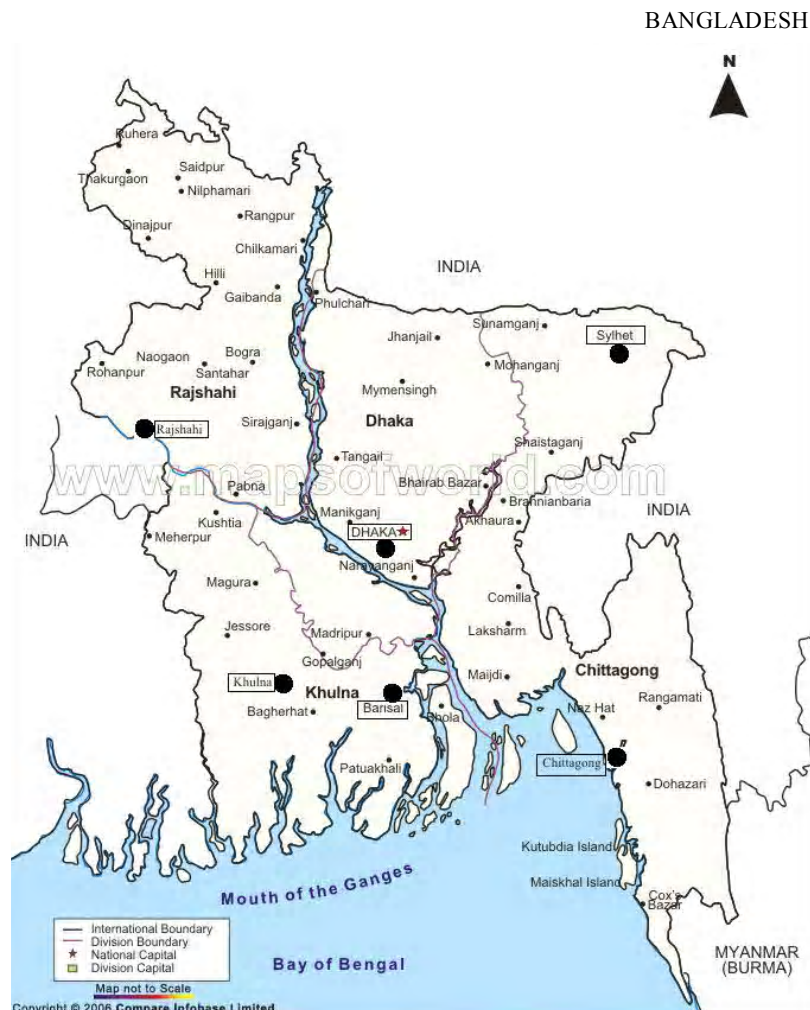 BANGLADESH
N
Ruhera
Saidpur
Thakurgaon
Nilphamari
Rangpur
Dinajpur
Chilkamari
INDIA
Hilli
Gaibanda
Phulchari
Sunamganj
Jhanjail
Sylhet
Naogaon
Bogra
Mohanganj
Rohanpur
Santahar
Rajshahi
Mymensingh
Sirajganj
Dhaka
Rajshahi
Shaistaganj
Tangail
www.mapsofworld.com
Pabna
Bhairab Bazar
Brahnianbaria
Kushtia
Manikganj
INDIA
Akhaura
DHAKA
INDIA
Meherpur
Narayanganj
Magura
Comilla
Jessore
Madripur
Laksharm
Gopalganj
Khulna
Khulna
Maijdi
Chittagong
Bagherhat
Barisal
Bhola
Naz Hat
Rangamati
Patuakhali
Chittagong
Dohazari
Kutubdia Island
Mouth of the Ganges
Maiskhal Island
Cox's
Bazar
International Boundary
Division Boundary
National Capital
Division Capital
Bay of Bengal
MYANMAR
(BURMA)
Map not to Scale
Copyright © 2006 Compare Infobase Limited